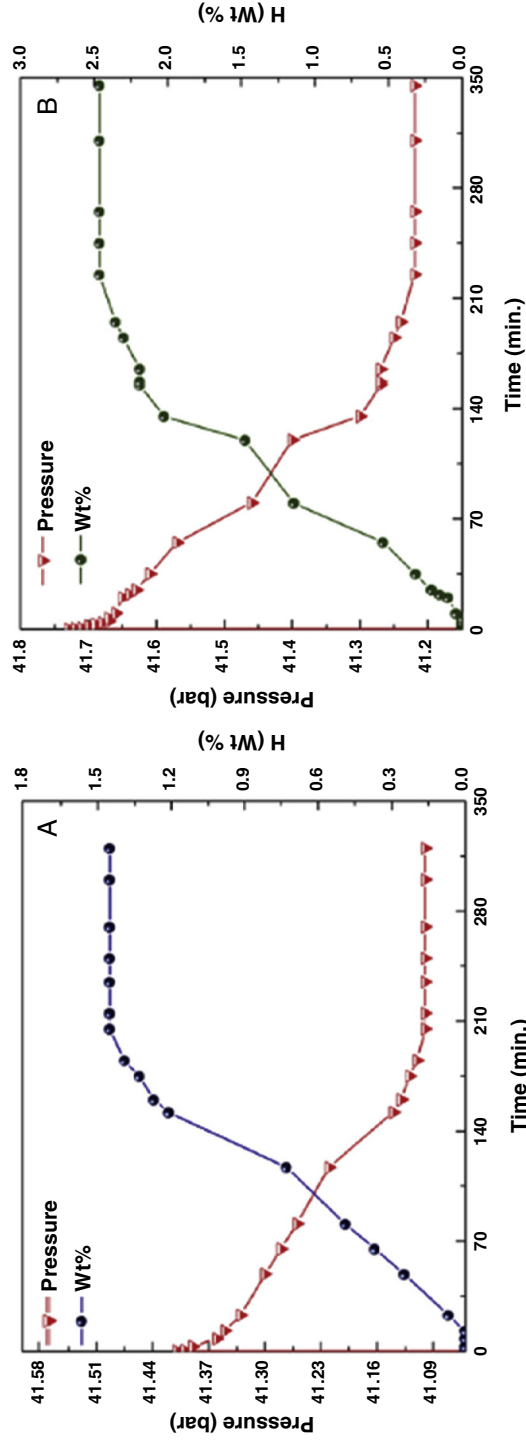 A
Pressure
Wt%
Pressure (bar)
41.58
41.51
41.44
41.37
41.30
41.23
41.16
41.09
H (Wt %)
1.8
1.5
1.2
0.9
0.6
0.3
0.0
0 70 140 210 280 350
Time (min.)
B
Pressure
Wt%
Pressure (bar)
41.8
41.7
41.6
41.5
41.4
41.3
41.2
H (Wt %)
3.0
2.5
2.0
1.5
1.0
0.5
0.0
0 70 140 210 280 350
Time (min.)